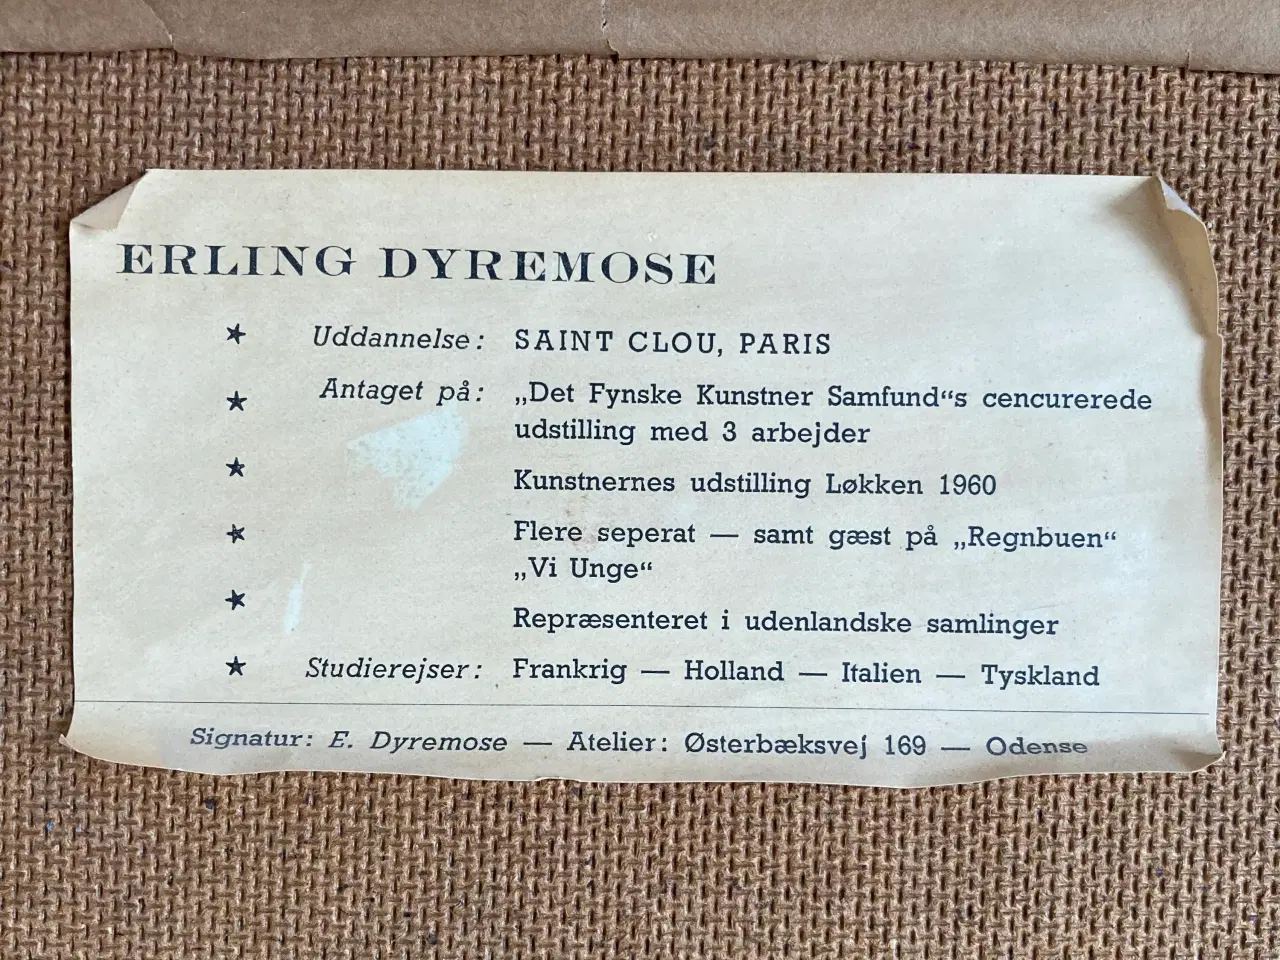 ERLING DYREMOSE
★ Uddannelse: SAINT CLOU, PARIS
★ Antaget på: „Det Fynske Kunstner Samfund“s cencurerede
udstilling med 3 arbejder
★ Kunstnernes udstilling Løkken 1960
★ Flere seperat — samt gæst på „Regnbuen“
„Vi Unge“
★ Repræsenteret i udenlandske samlinger
★ Studierejser: Frankrig — Holland — Italien — Tyskland
Signatur: E. Dyremose — Atelier: Østerbæksvej 169 — Odense